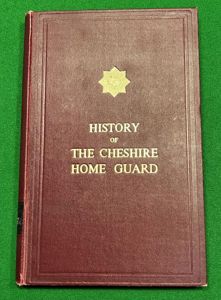 HISTORY
OF
THE CHESHIRE
HOME GUARD